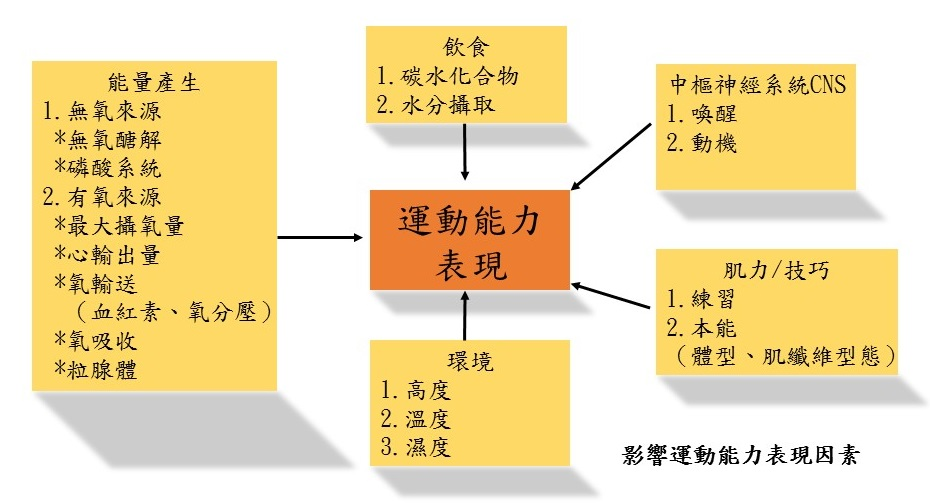 能量產生
1.無氧來源
*無氧醣解
*磷酸系統
2.有氧來源
*最大攝氧量
*心輸出量
*氧輸送
（血紅素、氧分壓）
*氧吸收
*粒腺體
飲食
1.碳水化合物
2.水分攝取
中樞神經系統CNS
1.喚醒
2.動機
運動能力
表現
肌力/技巧
1.練習
2.本能
（體型、肌纖維型態）
環境
1.高度
2.溫度
3.濕度
影響運動能力表現因素